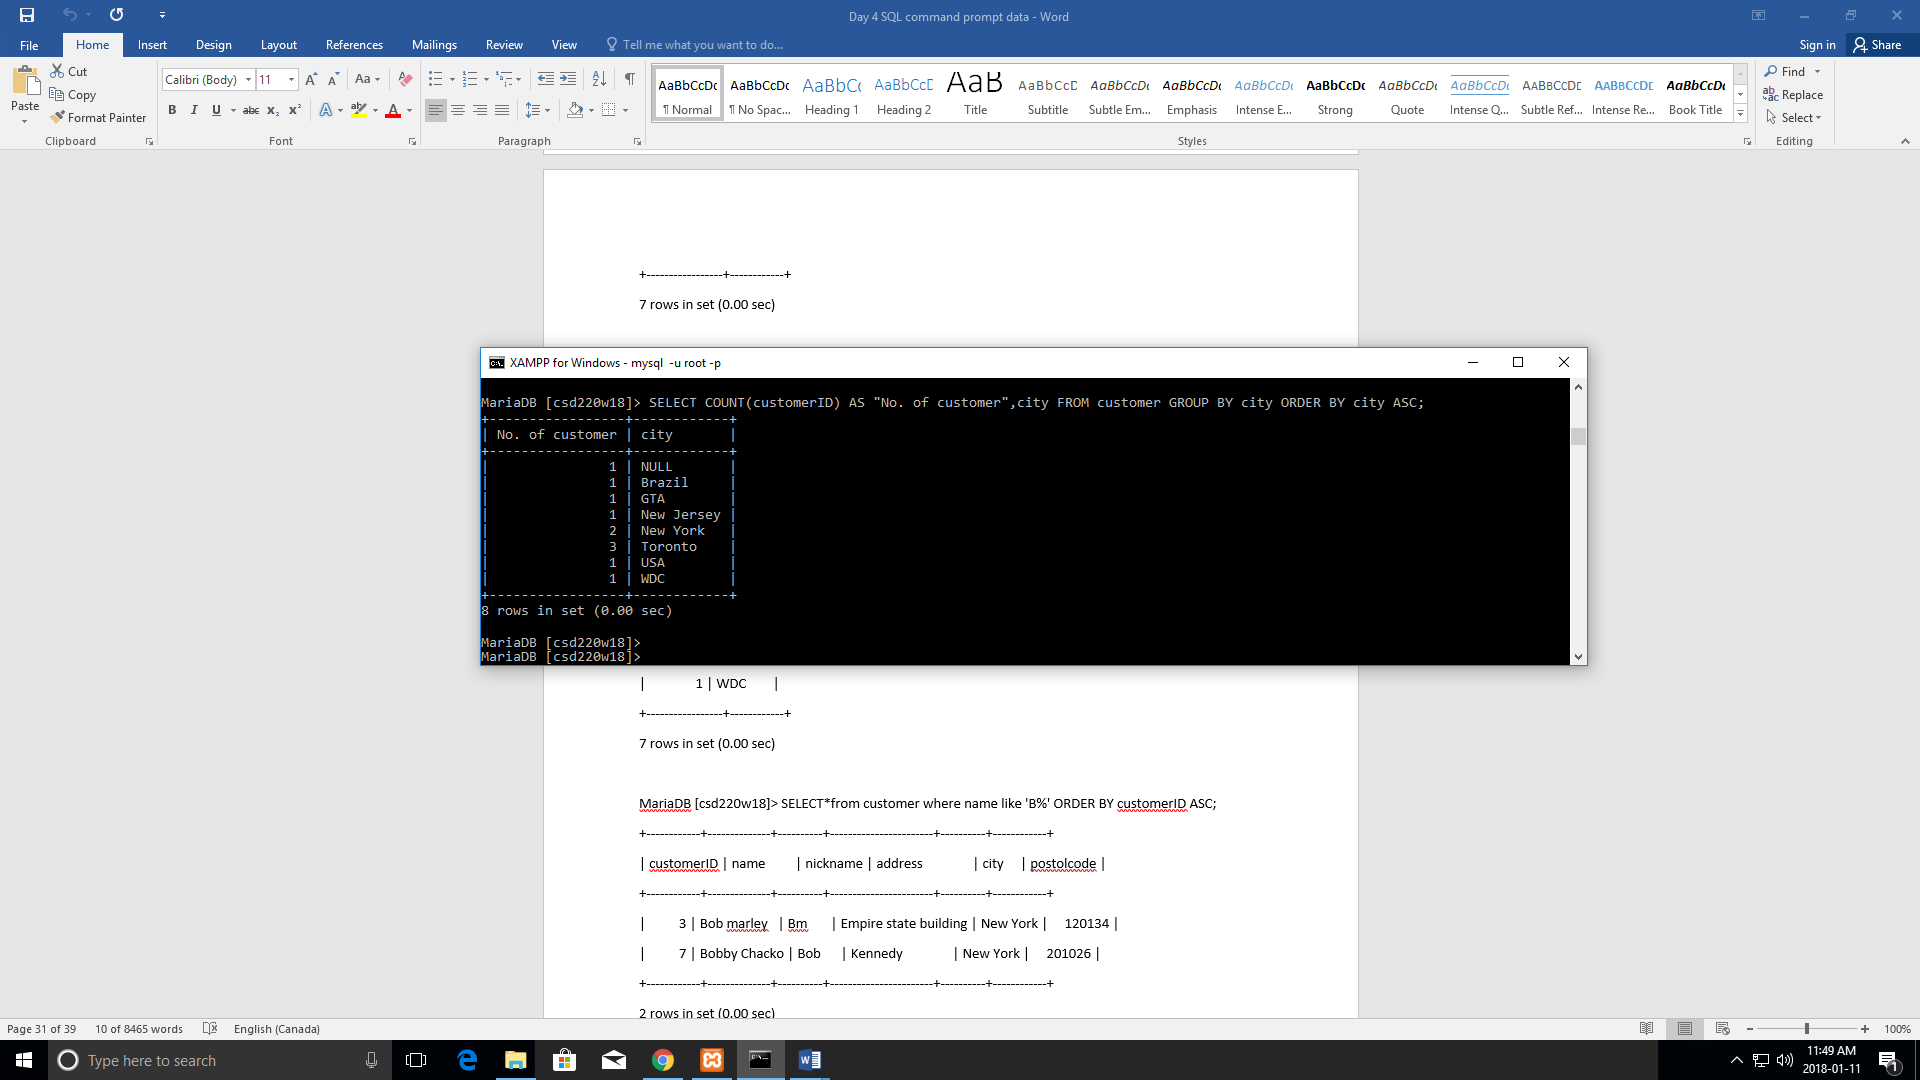 Day 4 SQL command prompt data - Word
File Home Insert Design Layout References Mailings Review View Tell me what you want to do... Sign in Share
Paste Cut Copy Format Painter
Calibri (Body) 11 Aa
B I U abc X₂ X² A A
AaBbCcDc AaBbCcDc AaBbCc AaBbCcE AaB AaBbCcD AaBbCcDc AaBbCcDc AaBbCcDc AaBbCcDc AaBbCcDc AaBbCcDc AABBCCDE AABBCCDE AaBbCcDc
¶ Normal ¶ No Spac... Heading 1 Heading 2 Title Subtitle Subtle Em... Emphasis Intense E... Strong Quote Intense Q... Subtle Ref... Intense Re... Book Title
Find Replace Select
Clipboard Font Paragraph Styles Editing
+-----------------+------------+
7 rows in set (0.00 sec)
XAMPP for Windows - mysql -u root -p
MariaDB [csd220w18]> SELECT COUNT(customerID) AS "No. of customer",city FROM customer GROUP BY city ORDER BY city ASC;
+-----------------+------------+
| No. of customer | city       |
+-----------------+------------+
|               1 | NULL       |
|               1 | Brazil     |
|               1 | GTA        |
|               1 | New Jersey |
|               2 | New York   |
|               3 | Toronto    |
|               1 | USA        |
|               1 | WDC        |
+-----------------+------------+
8 rows in set (0.00 sec)
MariaDB [csd220w18]>
MariaDB [csd220w18]>
| 1 | WDC |
+-----------------+------------+
7 rows in set (0.00 sec)
MariaDB [csd220w18]> SELECT*from customer where name like 'B%' ORDER BY customerID ASC;
+------------+--------------+----------+-----------------------+----------+------------+
| customerID | name | nickname | address | city | postolcode |
+------------+--------------+----------+-----------------------+----------+------------+
| 3 | Bob marley | Bm | Empire state building | New York | 120134 |
| 7 | Bobby Chacko | Bob | Kennedy | New York | 201026 |
+------------+--------------+----------+-----------------------+----------+------------+
2 rows in set (0.00 sec)
Page 31 of 39 10 of 8465 words English (Canada) 100%
Type here to search
11:49 AM
2018-01-11
1